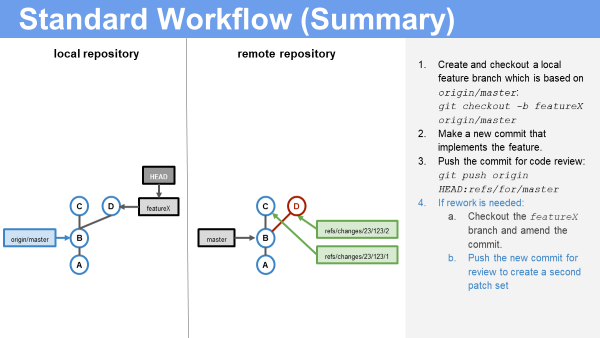 Standard Workflow (Summary)
local repository
remote repository
HEAD
C
D
featureX
origin/master
B
A
C
D
refs/changes/23/123/2
master
B
refs/changes/23/123/1
A
1. Create and checkout a local
feature branch which is based on
origin/master:
git checkout -b featureX
origin/master
2. Make a new commit that
implements the feature.
3. Push the commit for code review:
git push origin
HEAD:refs/for/master
4. If rework is needed:
a. Checkout the featureX
branch and amend the
commit.
b. Push the new commit for
review to create a second
patch set